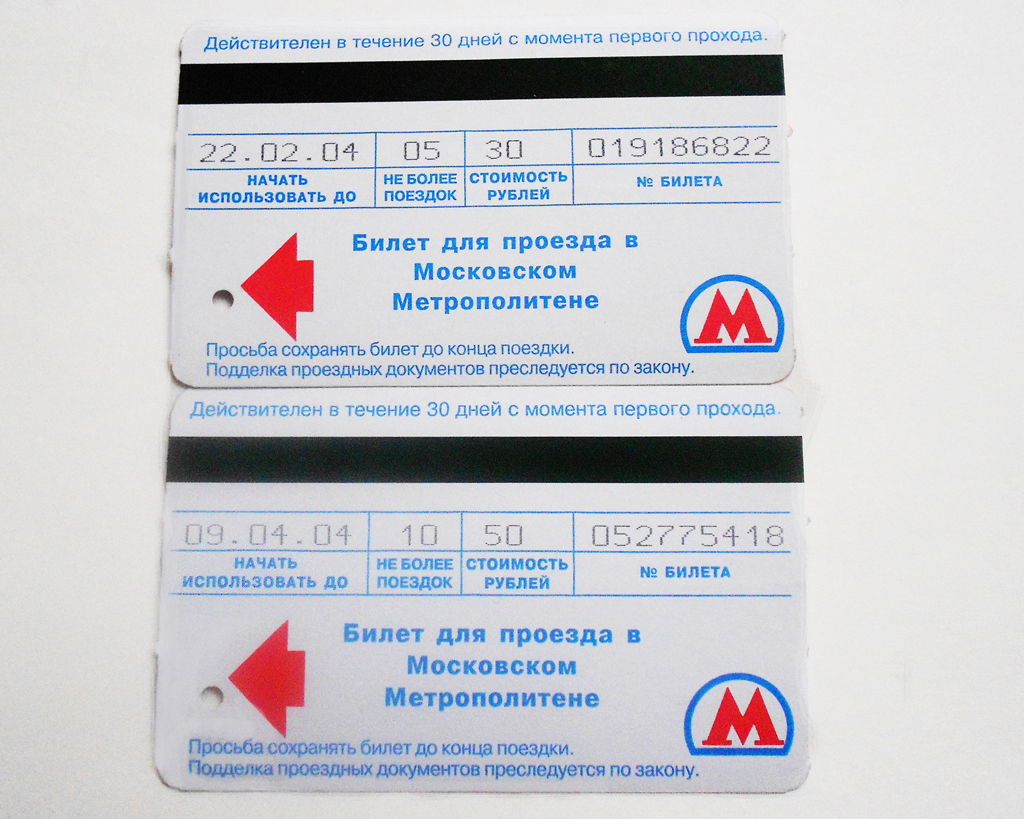 Действителен в течение 30 дней с момента первого прохода.
22.02.04 05 30 019186822
НАЧАТЬ НЕ БОЛЕЕ СТОИМОСТЬ № БИЛЕТА
ИСПОЛЬЗОВАТЬ ДО ПОЕЗДОК РУБЛЕЙ
Билет для проезда в
Московском
Метрополитене
М
Просьба сохранять билет до конца поездки.
Подделка проездных документов преследуется по закону.
Действителен в течение 30 дней с момента первого прохода.
09.04.04 10 50 052775418
НАЧАТЬ НЕ БОЛЕЕ СТОИМОСТЬ № БИЛЕТА
ИСПОЛЬЗОВАТЬ ДО ПОЕЗДОК РУБЛЕЙ
Билет для проезда в
Московском
Метрополитене
М
Просьба сохранять билет до конца поездки.
Подделка проездных документов преследуется по закону.